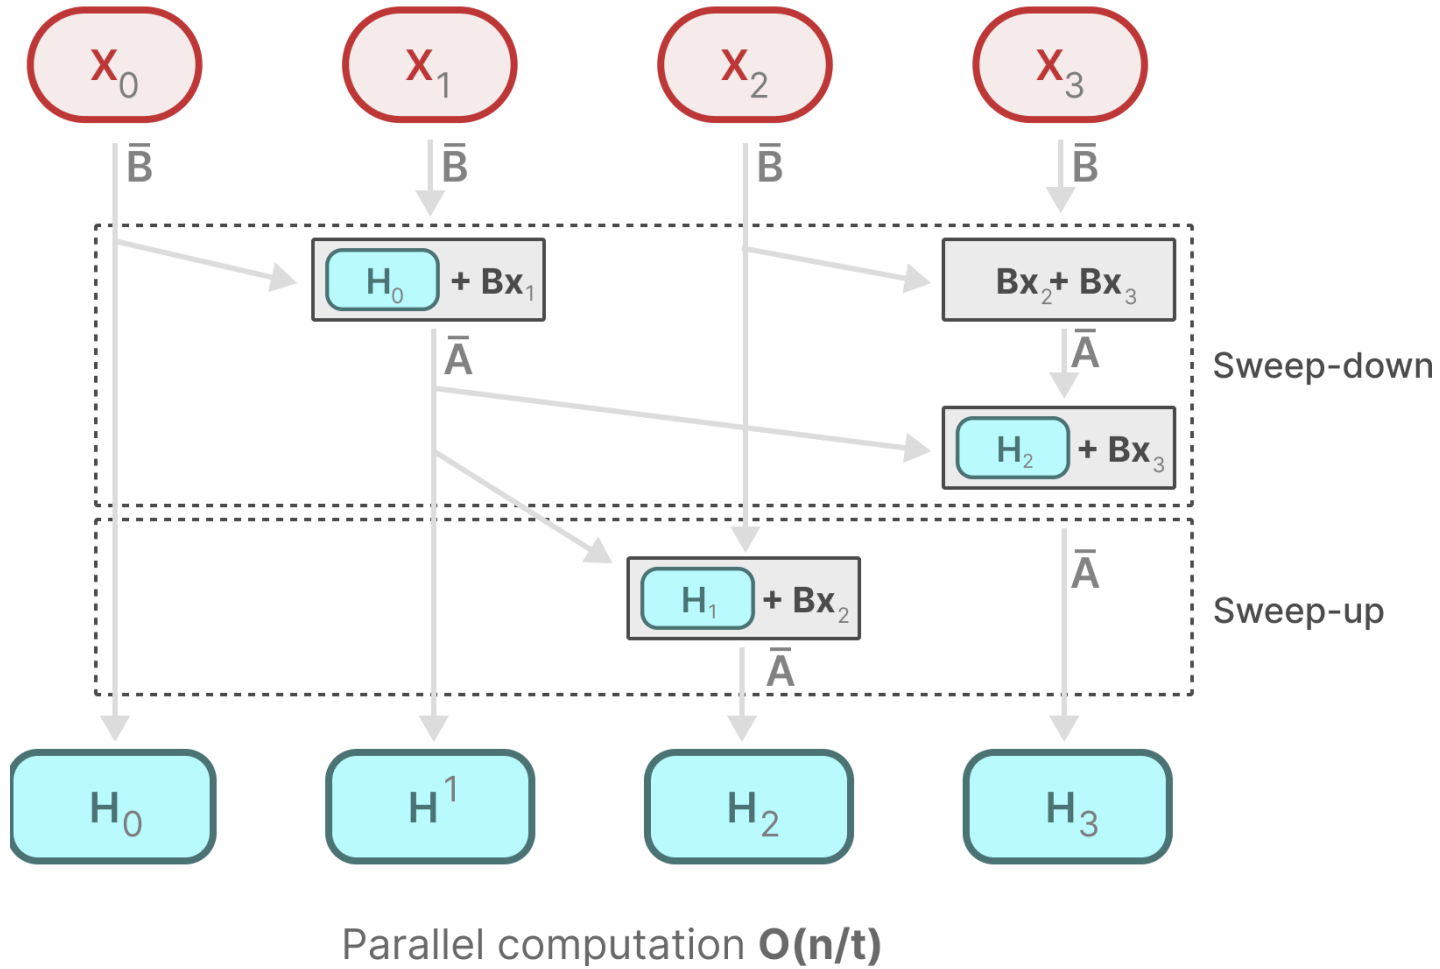 X₀ X₁ X₂ X₃
B̅ B̅ B̅ B̅
H₀ + Bx₁ Bx₂+ Bx₃
A̅ A̅ Sweep-down
H₂ + Bx₃
A̅
H₁ + Bx₂ Sweep-up
A̅
H₀ H¹ H₂ H₃
Parallel computation O(n/t)